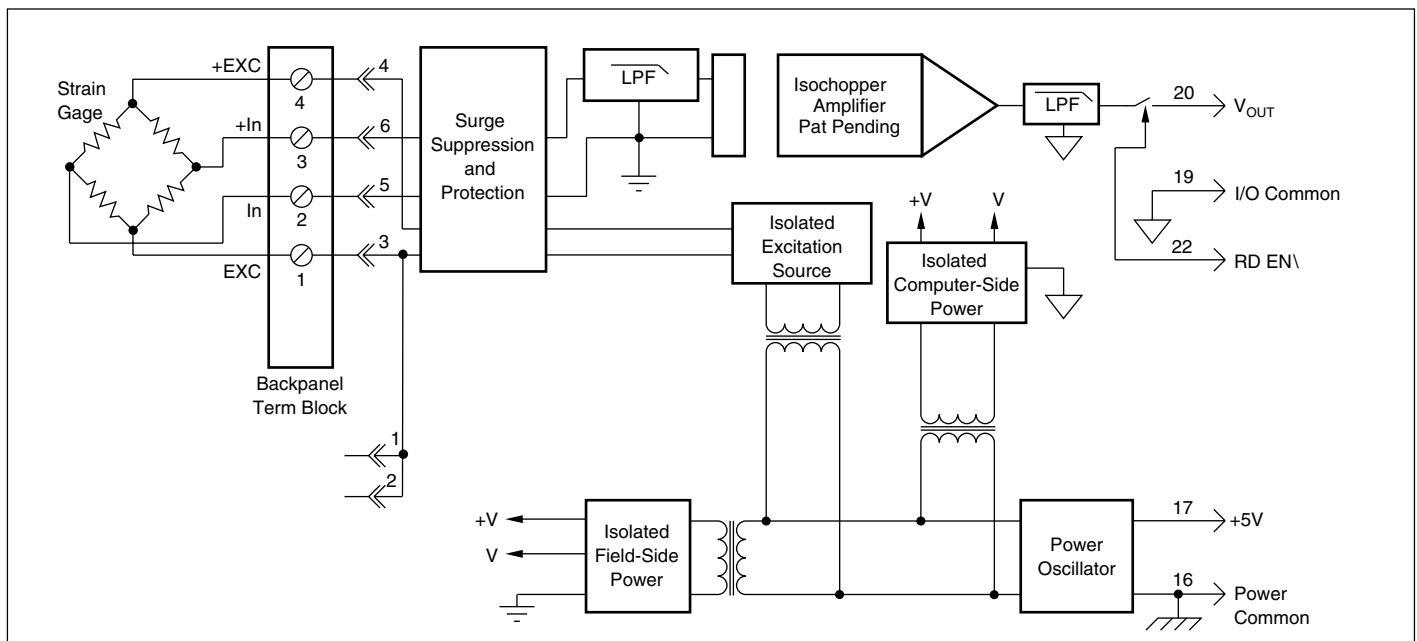 Strain
Gage
+EXC
4
4
+In
3
6
In
2
5
EXC
1
3
Backpanel
Term Block
1
2
Surge
Suppression
and
Protection
LPF
Isochopper
Amplifier
Pat Pending
LPF
20
VOUT
19
I/O Common
22
RD EN\
Isolated
Excitation
Source
+V
V
Isolated
Computer-Side
Power
+V
V
Isolated
Field-Side
Power
Power
Oscillator
17
+5V
16
Power
Common